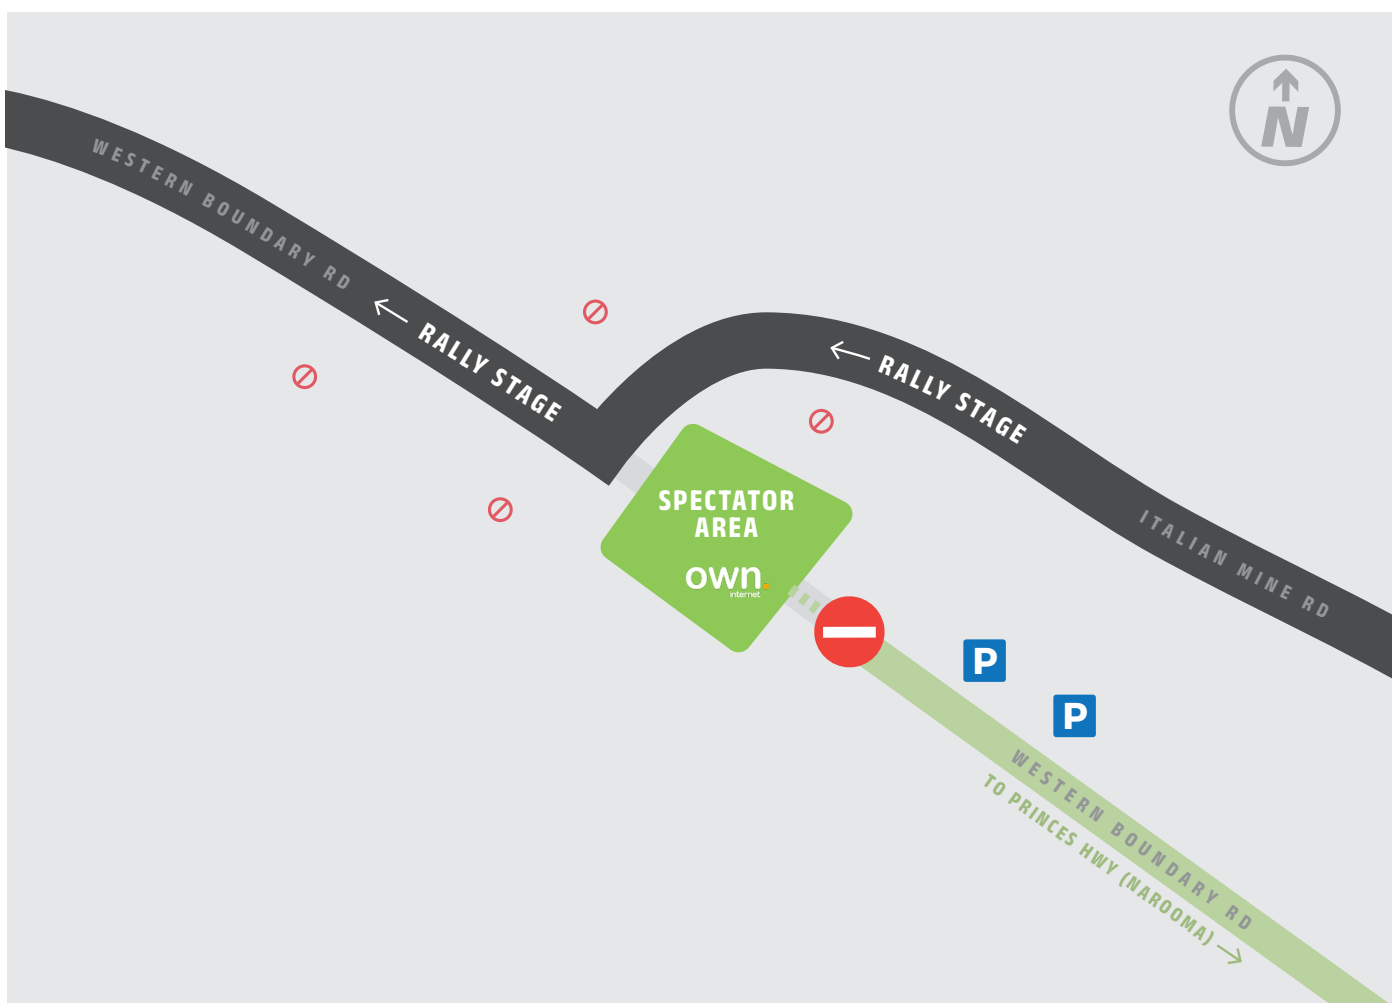 N
WESTERN BOUNDARY RD
RALLY STAGE
RALLY STAGE
ITALIAN MINE RD
SPECTATOR
AREA
own.
internet
P
P
WESTERN BOUNDARY RD
TO PRINCES HWY (NAROOMA)